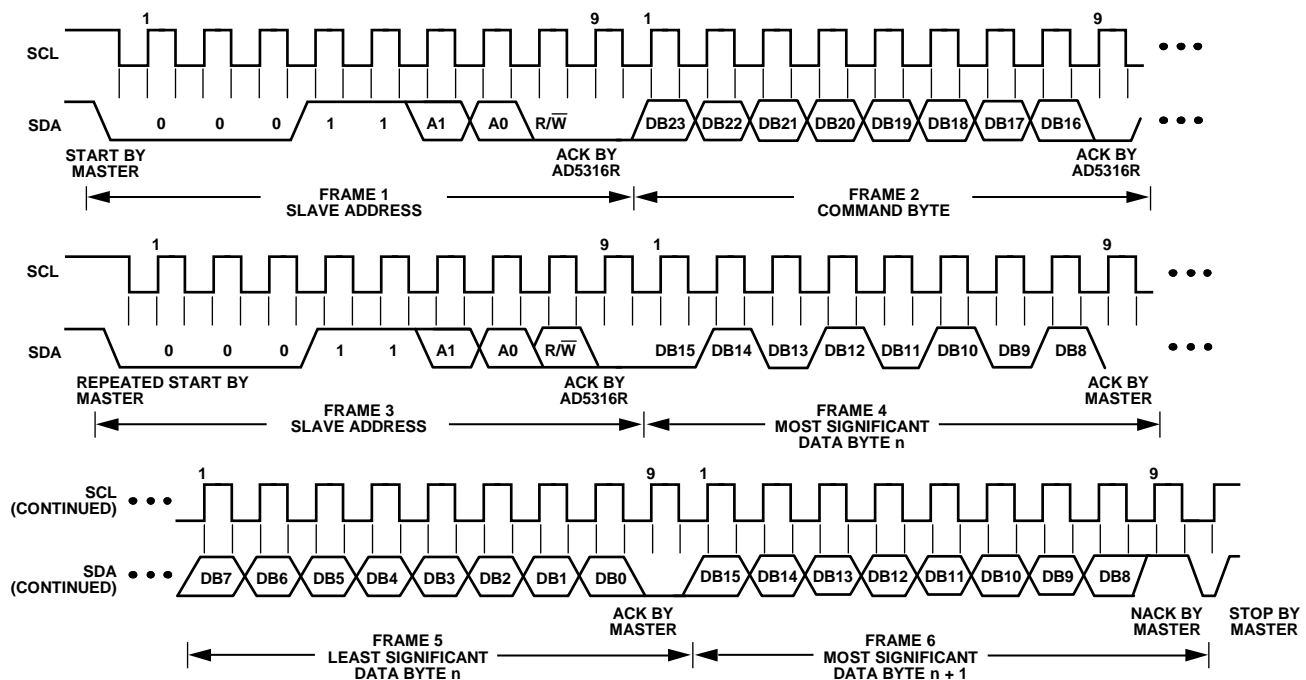 1 9 1 9
SCL
SDA 0 0 0 1 1 A1 A0 R/W̅ DB23 DB22 DB21 DB20 DB19 DB18 DB17 DB16
START BY MASTER
ACK BY AD5316R
ACK BY AD5316R
FRAME 1
SLAVE ADDRESS
FRAME 2
COMMAND BYTE
1 9 1 9
SCL
SDA 0 0 0 1 1 A1 A0 R/W̅ DB15 DB14 DB13 DB12 DB11 DB10 DB9 DB8
REPEATED START BY
MASTER
ACK BY
AD5316R
ACK BY
MASTER
FRAME 3
SLAVE ADDRESS
FRAME 4
MOST SIGNIFICANT
DATA BYTE n
1 9 1 9
SCL
(CONTINUED)
SDA
(CONTINUED)
DB7 DB6 DB5 DB4 DB3 DB2 DB1 DB0 DB15 DB14 DB13 DB12 DB11 DB10 DB9 DB8
ACK BY
MASTER
NACK BY
MASTER
STOP BY
MASTER
FRAME 5
LEAST SIGNIFICANT
DATA BYTE n
FRAME 6
MOST SIGNIFICANT
DATA BYTE n + 1